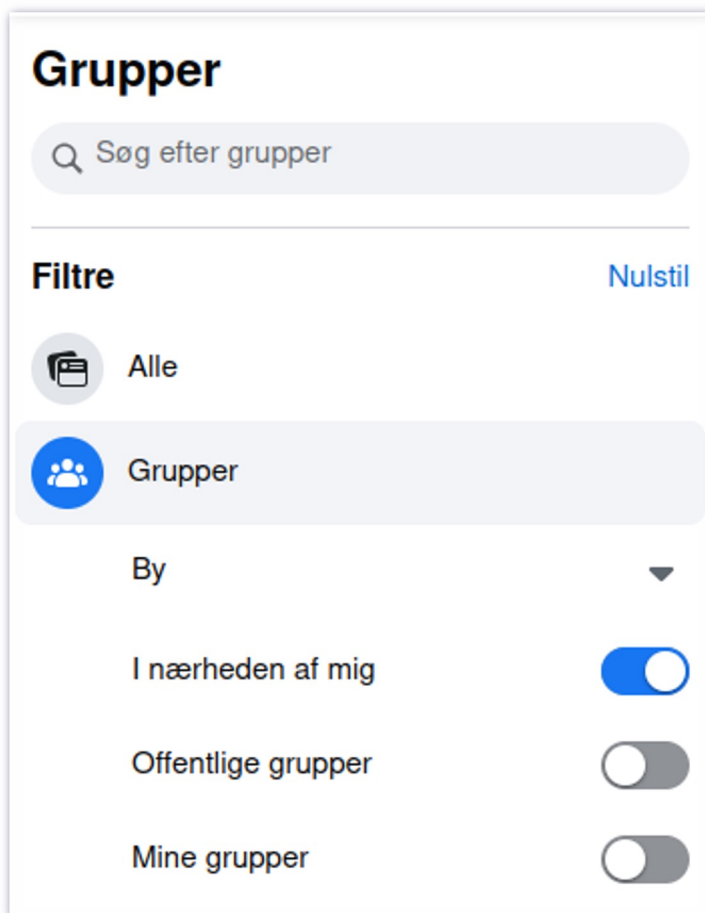 Grupper
Søg efter grupper
Filtre Nulstil
Alle
Grupper
By
I nærheden af mig
Offentlige grupper
Mine grupper